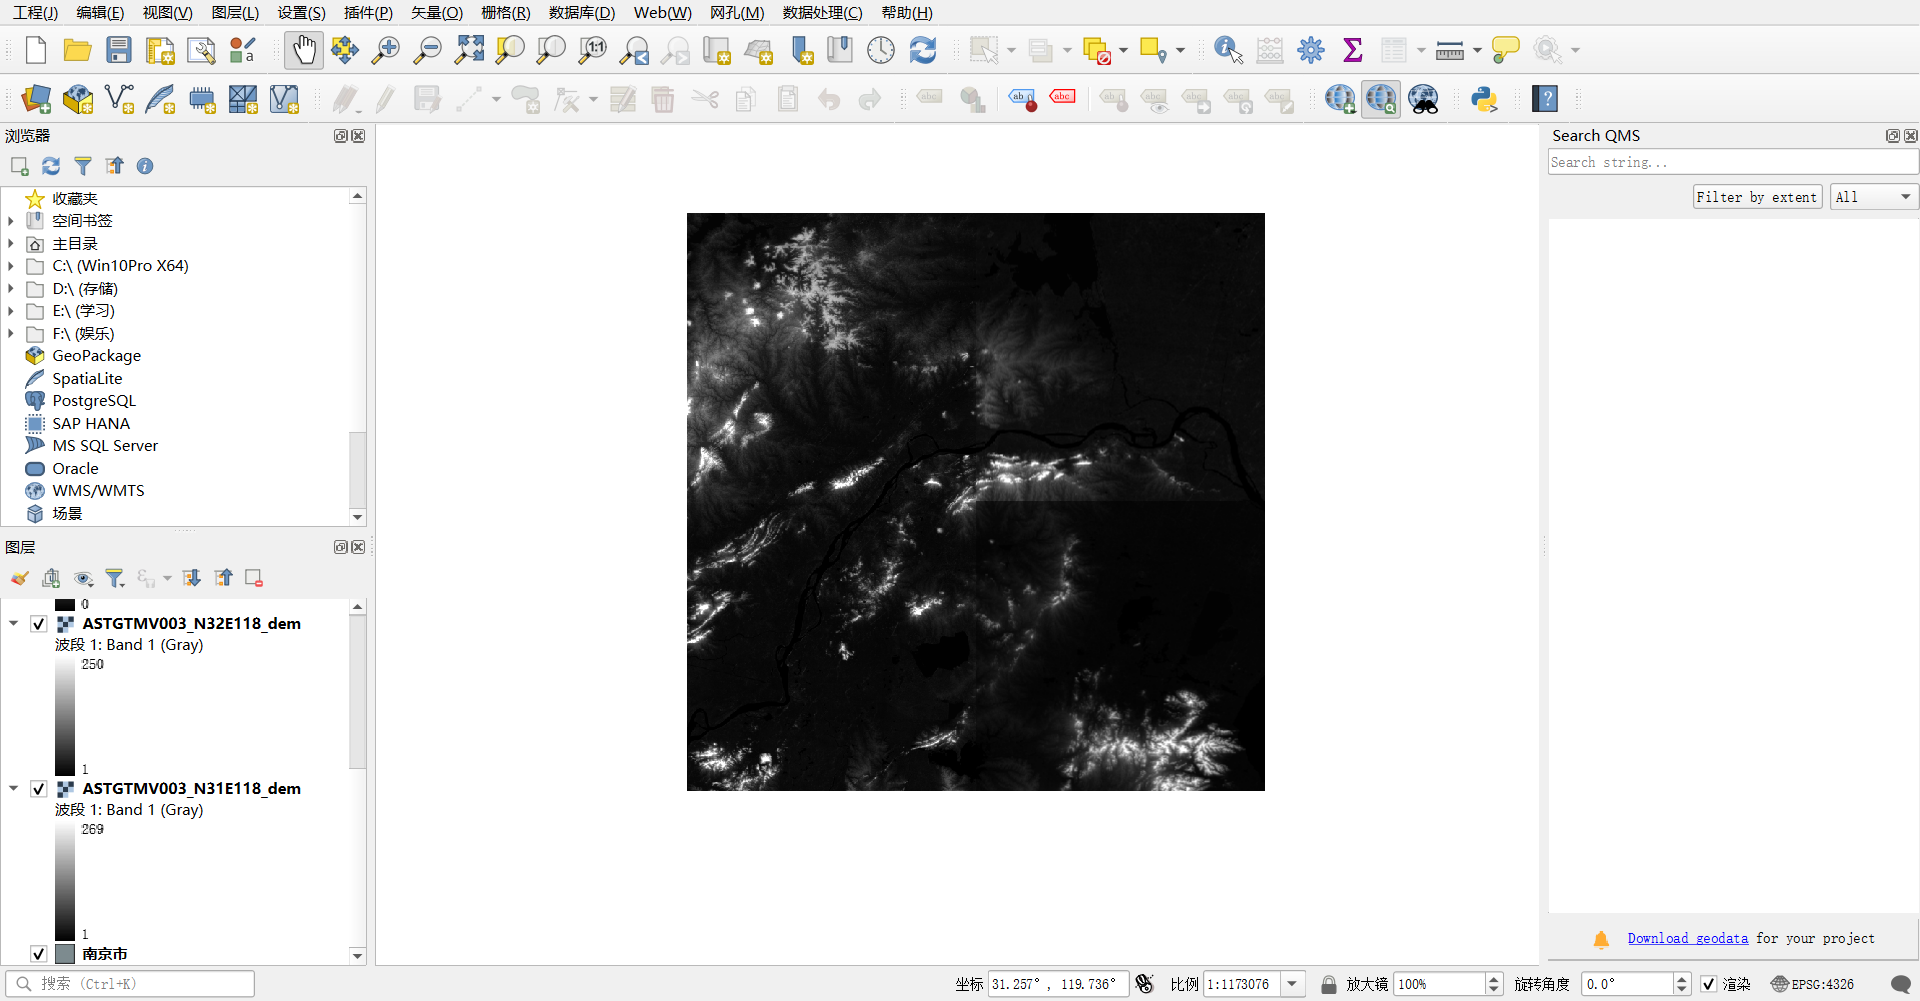 工程(J) 编辑(E) 视图(V) 图层(L) 设置(S) 插件(P) 矢量(O) 栅格(R) 数据库(D) Web(W) 网孔(M) 数据处理(C) 帮助(H)
浏览器
收藏夹
空间书签
主目录
C:\ (Win10Pro X64)
D:\ (存储)
E:\ (学习)
F:\ (娱乐)
GeoPackage
SpatiaLite
PostgreSQL
SAP HANA
MS SQL Server
Oracle
WMS/WMTS
场景
图层
0
ASTGTMV003_N32E118_dem
波段 1: Band 1 (Gray)
250
1
ASTGTMV003_N31E118_dem
波段 1: Band 1 (Gray)
269
1
南京市
Search QMS
Search string...
Filter by extent All
Download geodata for your project
搜索 (Ctrl+K)
坐标 31.257°, 119.736° 比例 1:1173076 放大镜 100% 旋转角度 0.0° 渲染 EPSG:4326